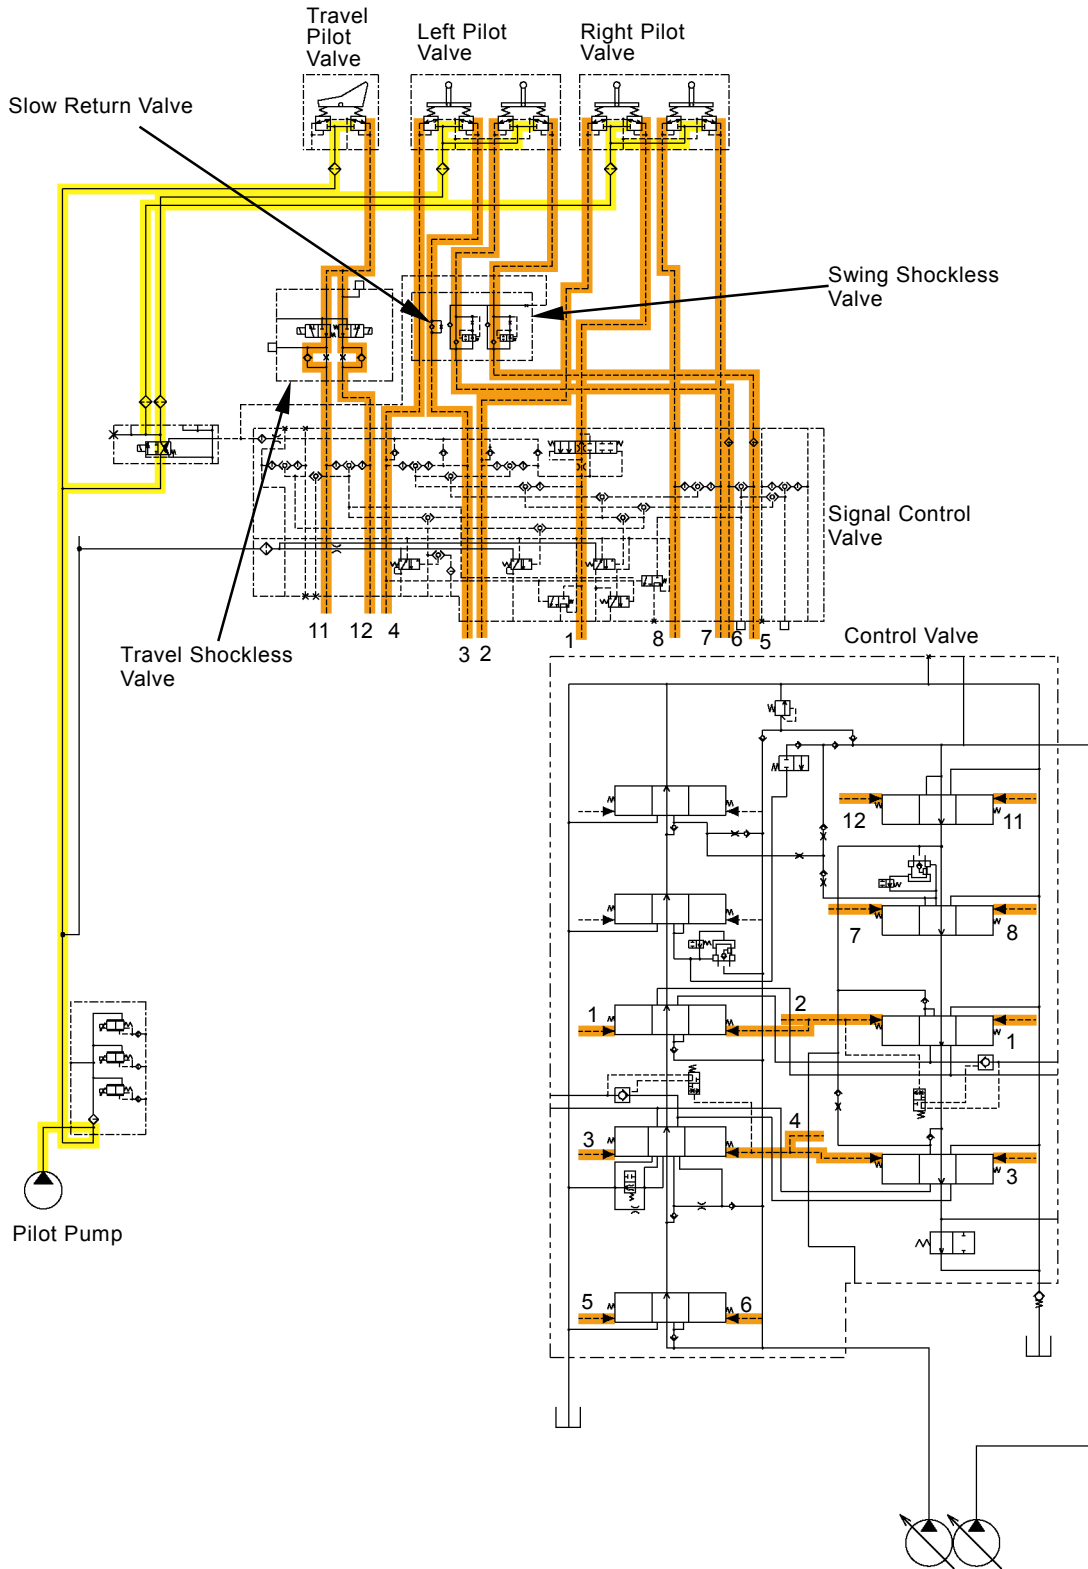 Travel
Pilot
Valve
Left Pilot
Valve
Right Pilot
Valve
Slow Return Valve
Swing Shockless
Valve
Signal Control
Valve
11
12
4
3
2
1
8
7
6
5
Travel Shockless
Valve
Control Valve
12
11
7
8
1
2
1
3
4
3
5
6
Pilot Pump